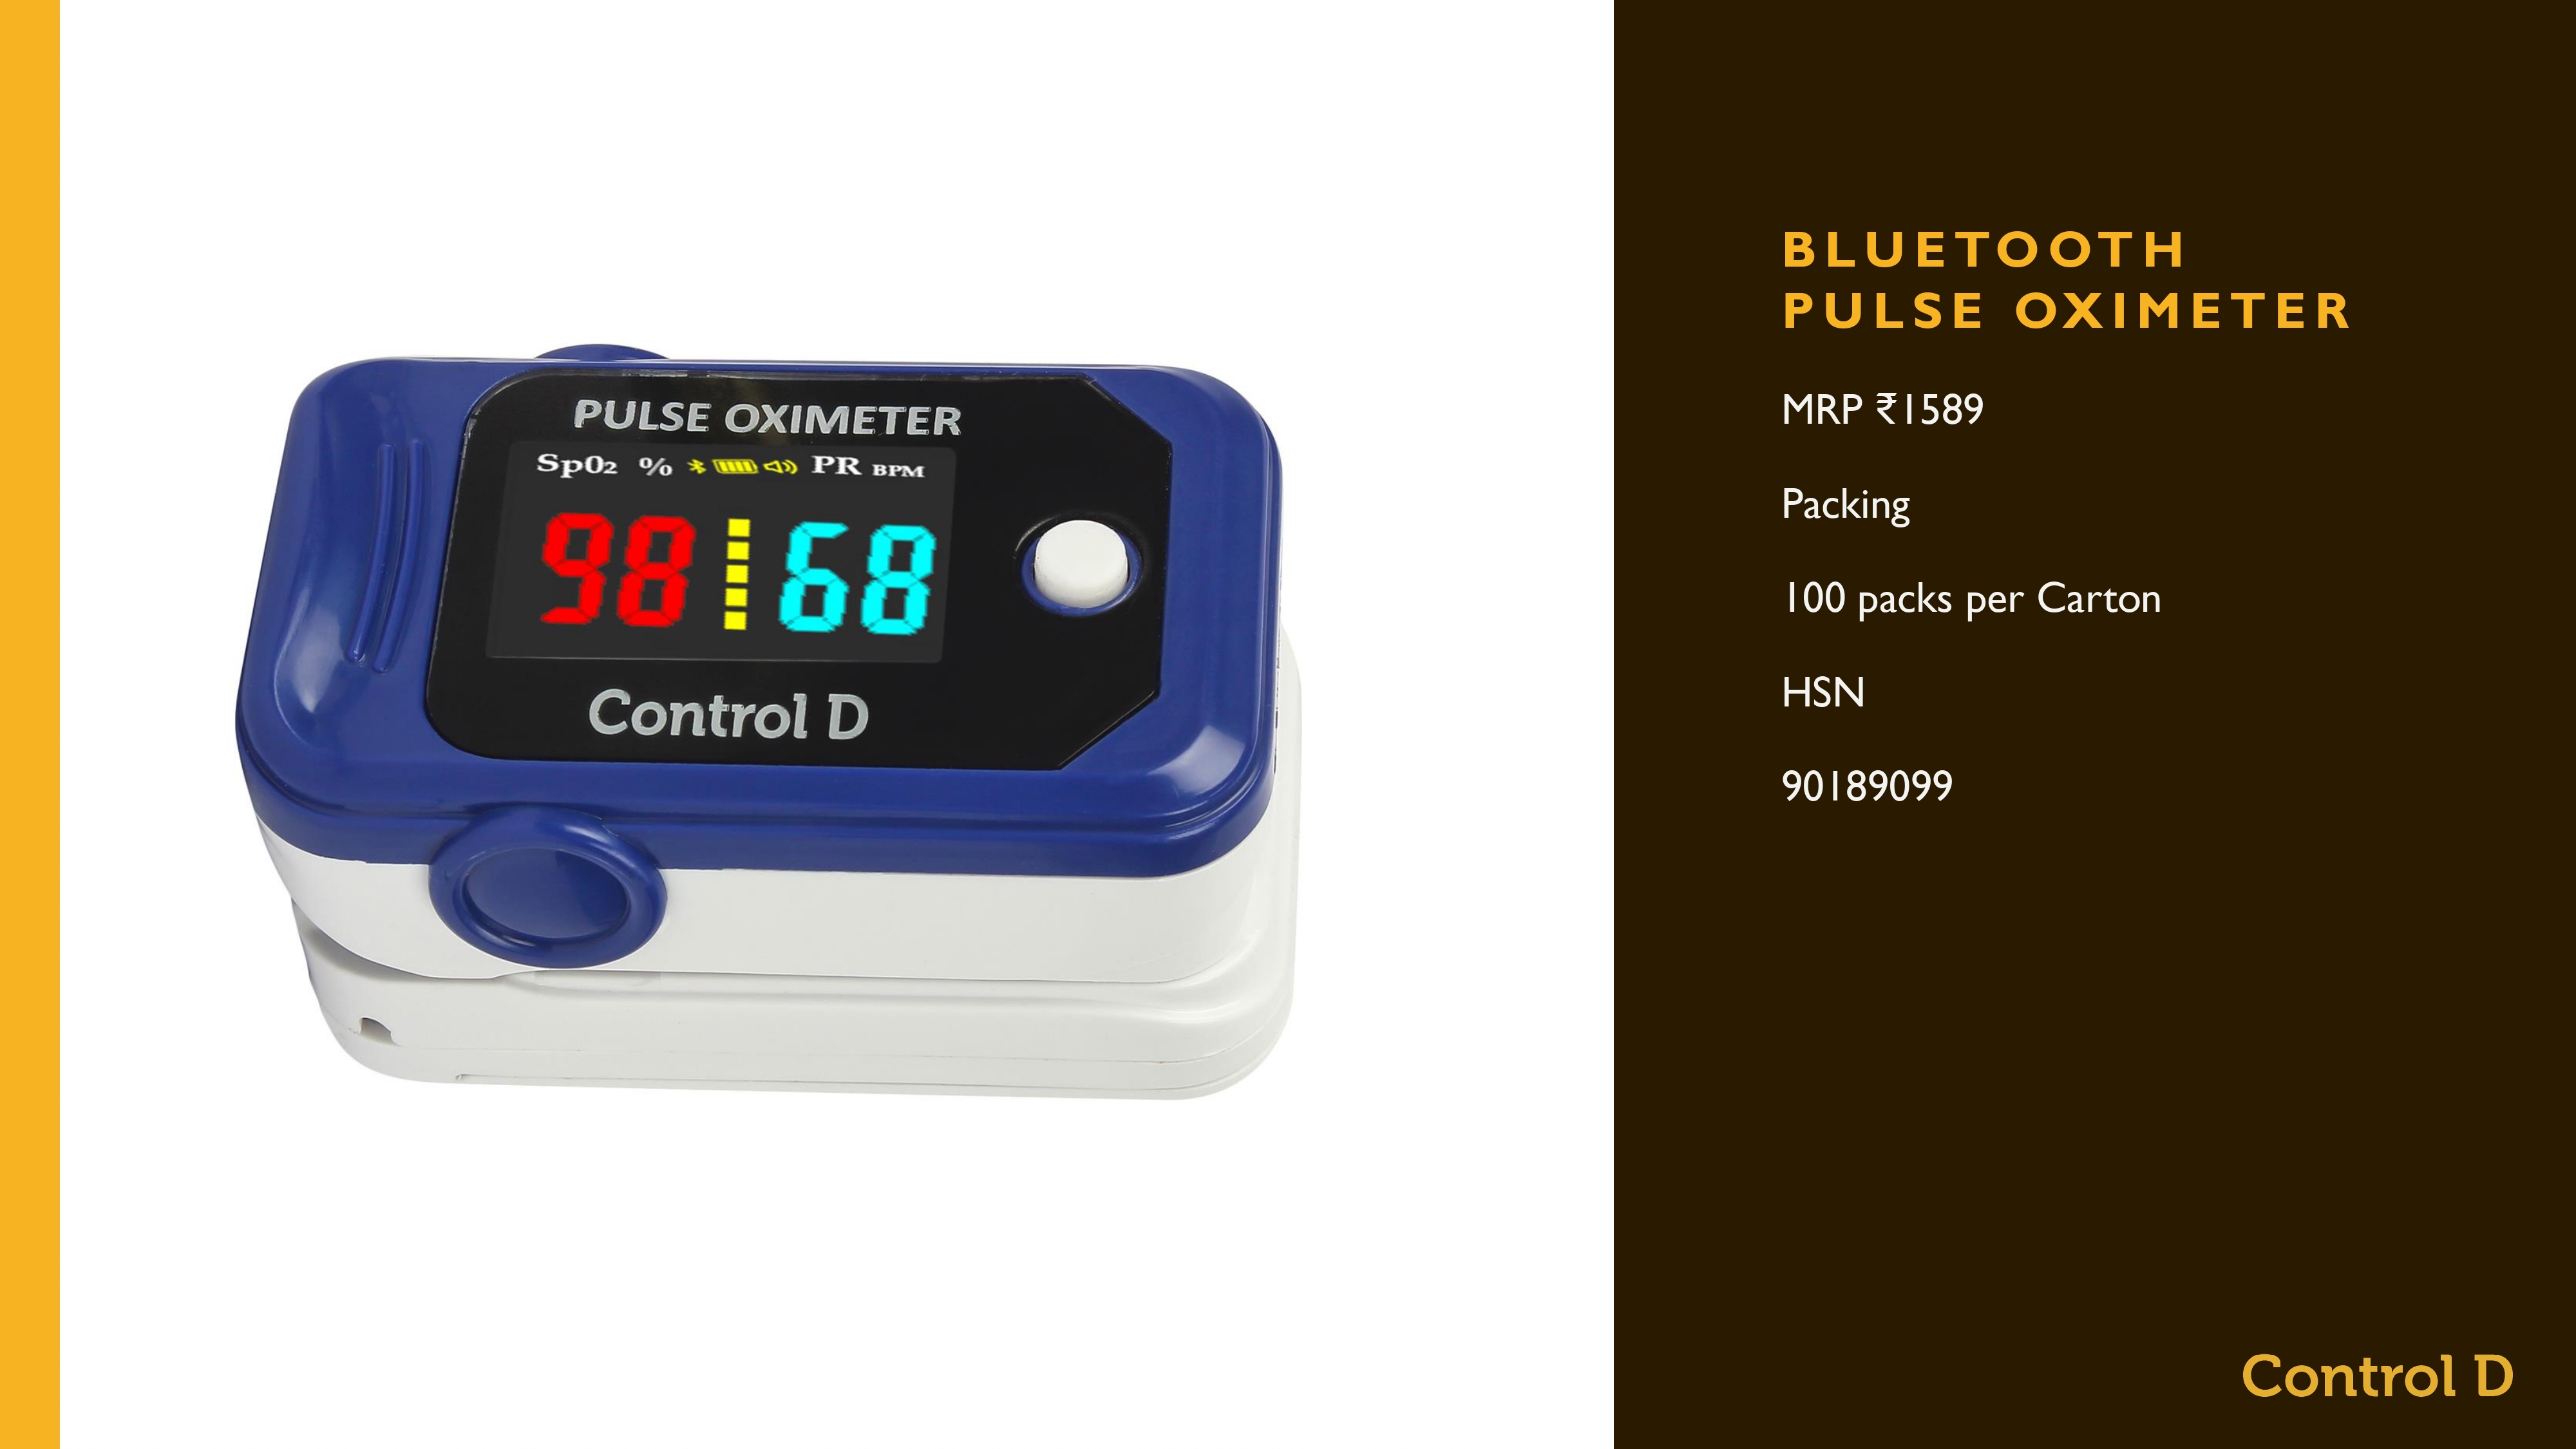 PULSE OXIMETER
SpO₂ % PR BPM
98 68
Control D
BLUETOOTH
PULSE OXIMETER
MRP ₹1589
Packing
100 packs per Carton
HSN
90189099
Control D